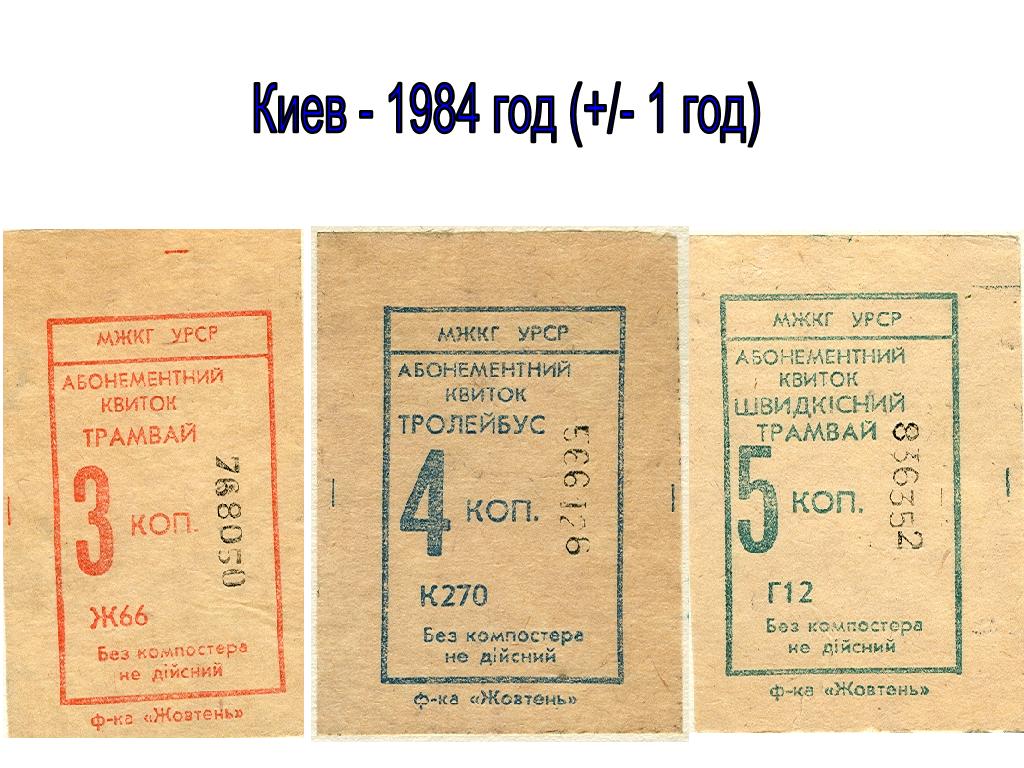 Киев - 1984 год (+/- 1 год)
МЖКГ УРСР
АБОНЕМЕНТНИЙ
КВИТОК
ТРАМВАЙ
3 КОП.
768050
Ж66
Без компостера
не дійсний
ф-ка «Жовтень»
МЖКГ УРСР
АБОНЕМЕНТНИЙ
КВИТОК
ТРОЛЕЙБУС
4 КОП.
566126
К270
Без компостера
не дійсний
ф-ка «Жовтень»
МЖКГ УРСР
АБОНЕМЕНТНИЙ
КВИТОК
ШВИДКІСНИЙ
ТРАМВАЙ
5 КОП.
836352
Г12
Без компостера
не дійсний
ф-ка «Жовтень»